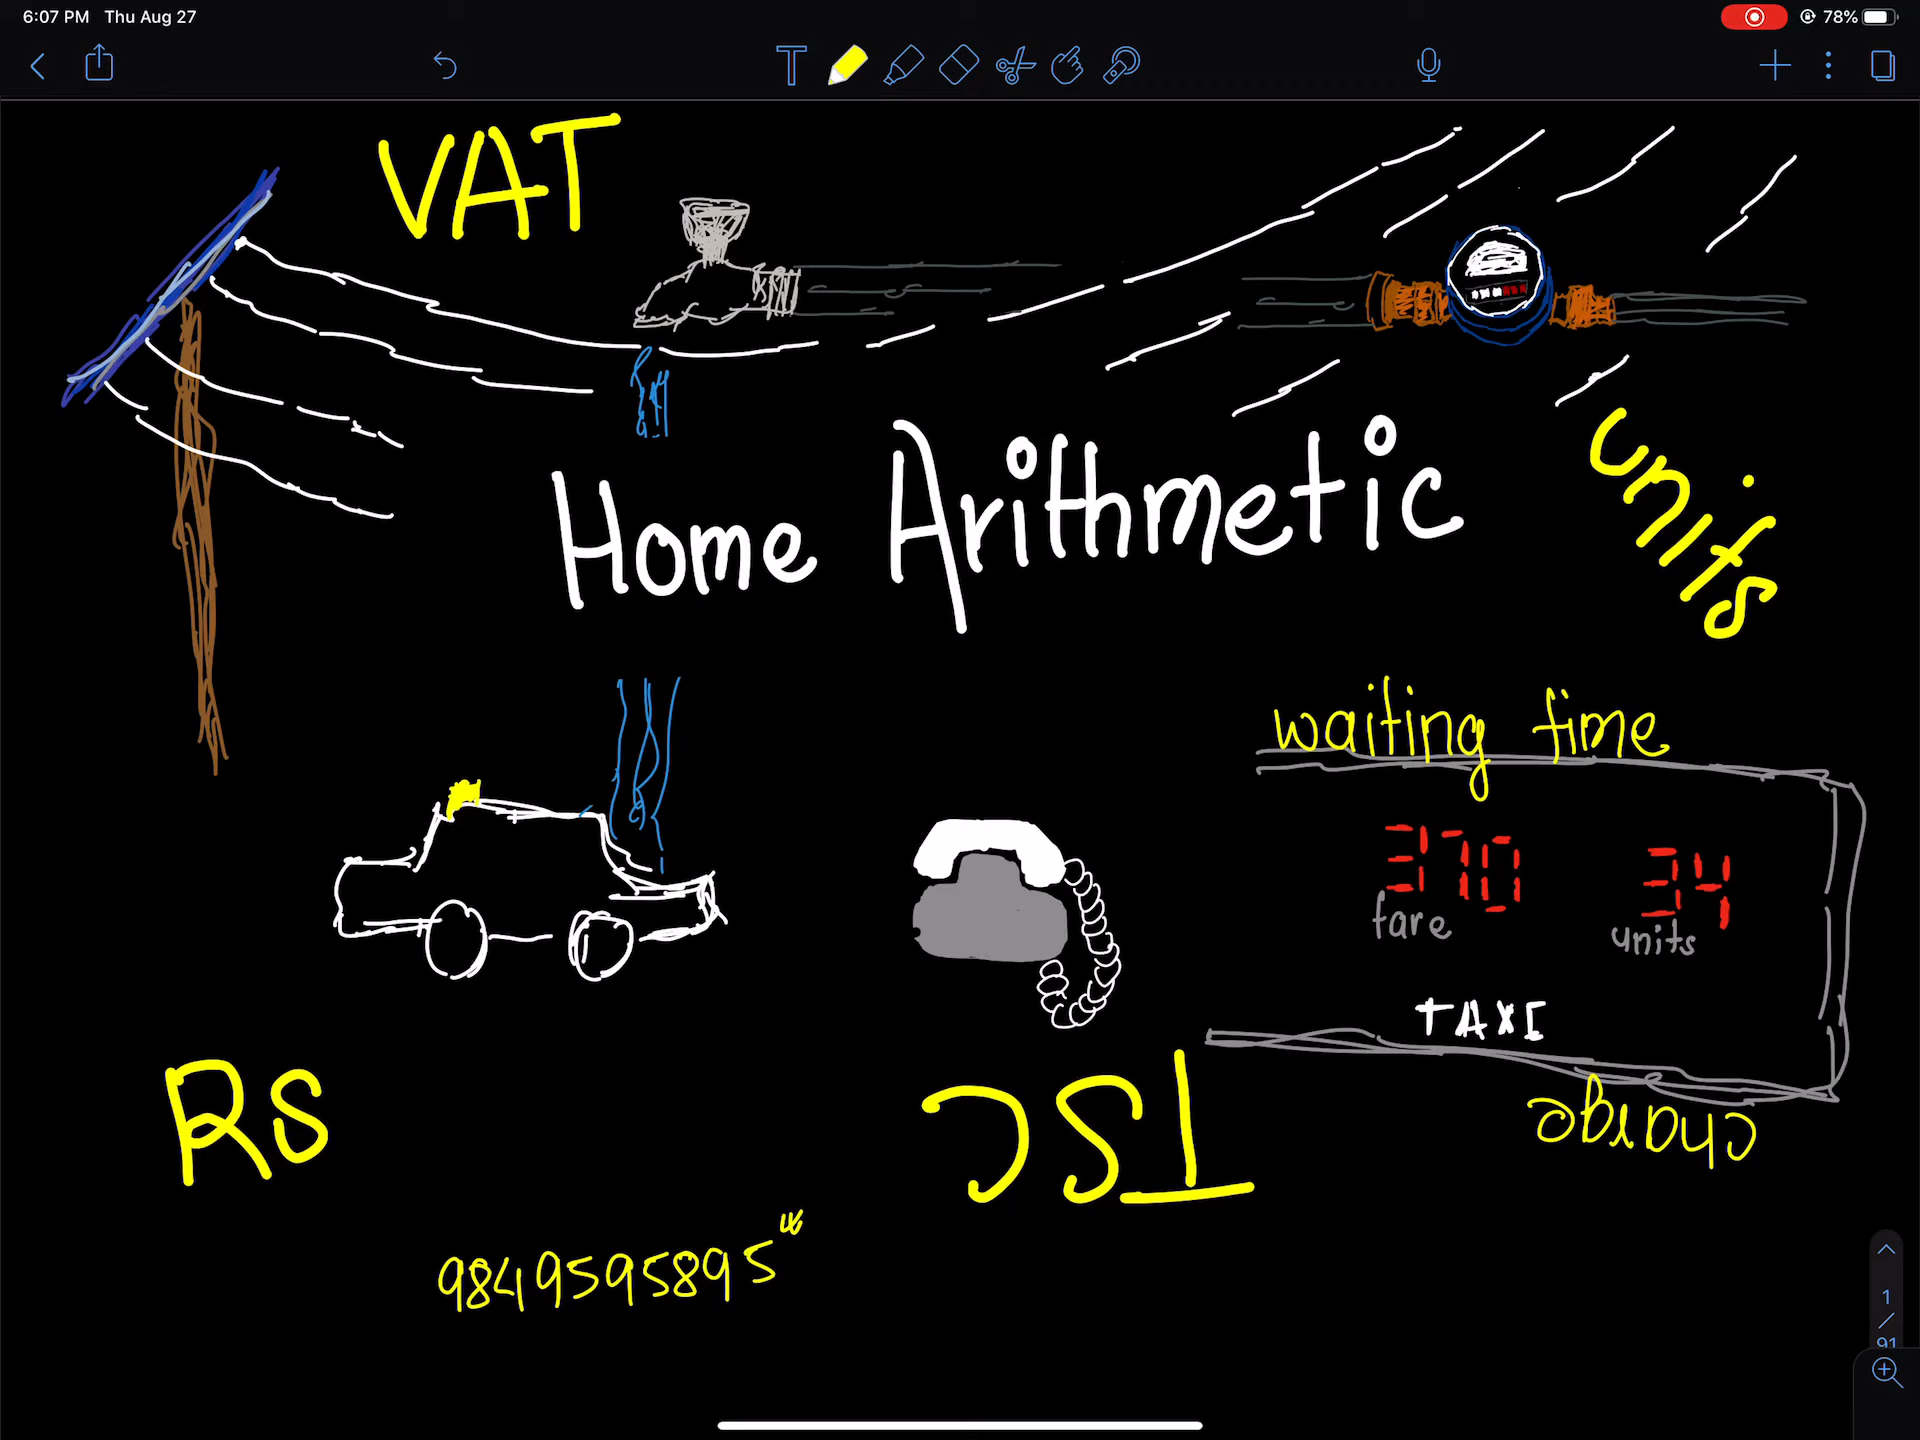 6:07 PM Thu Aug 27
78%
VAT
Home Arithmetic
units
waiting time
370
34
fare
units
TAXI
Rs
TSC
charge
9849595895
1
/
91